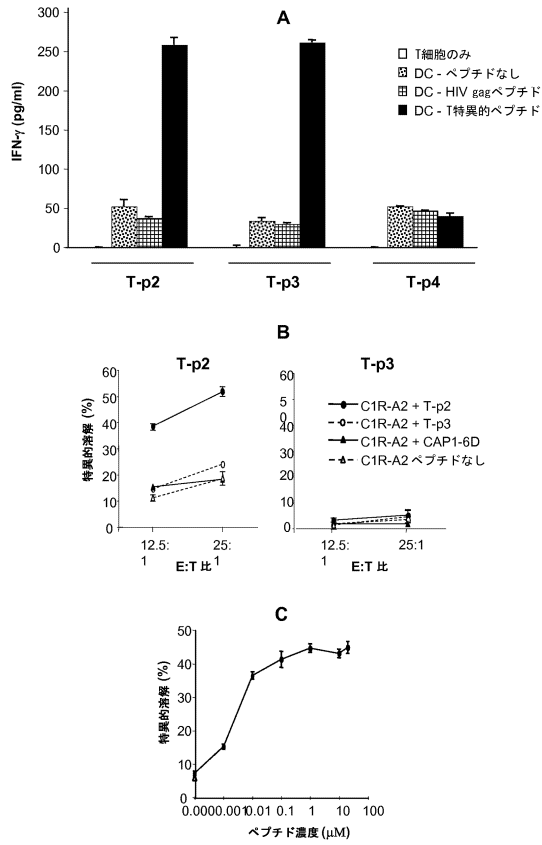 A
IFN-γ (pg/ml)
300
250
200
150
100
50
0
T細胞のみ
DC - ペプチドなし
DC - HIV gagペプチド
DC - T特異的ペプチド
T-p2
T-p3
T-p4
B
T-p2
特異的溶解 (%)
60
50
40
30
20
10
0
12.5:
1
25:
1
E:T 比
T-p3
60
5
0
40
30
20
10
0
12.5:
1
25:1
E:T 比
C1R-A2 + T-p2
C1R-A2 + T-p3
C1R-A2 + CAP1-6D
C1R-A2 ペプチドなし
C
特異的溶解 (%)
50
40
30
20
10
0
0.0000.0010.01 0.1 1 10 100
ペプチド濃度 (μM)